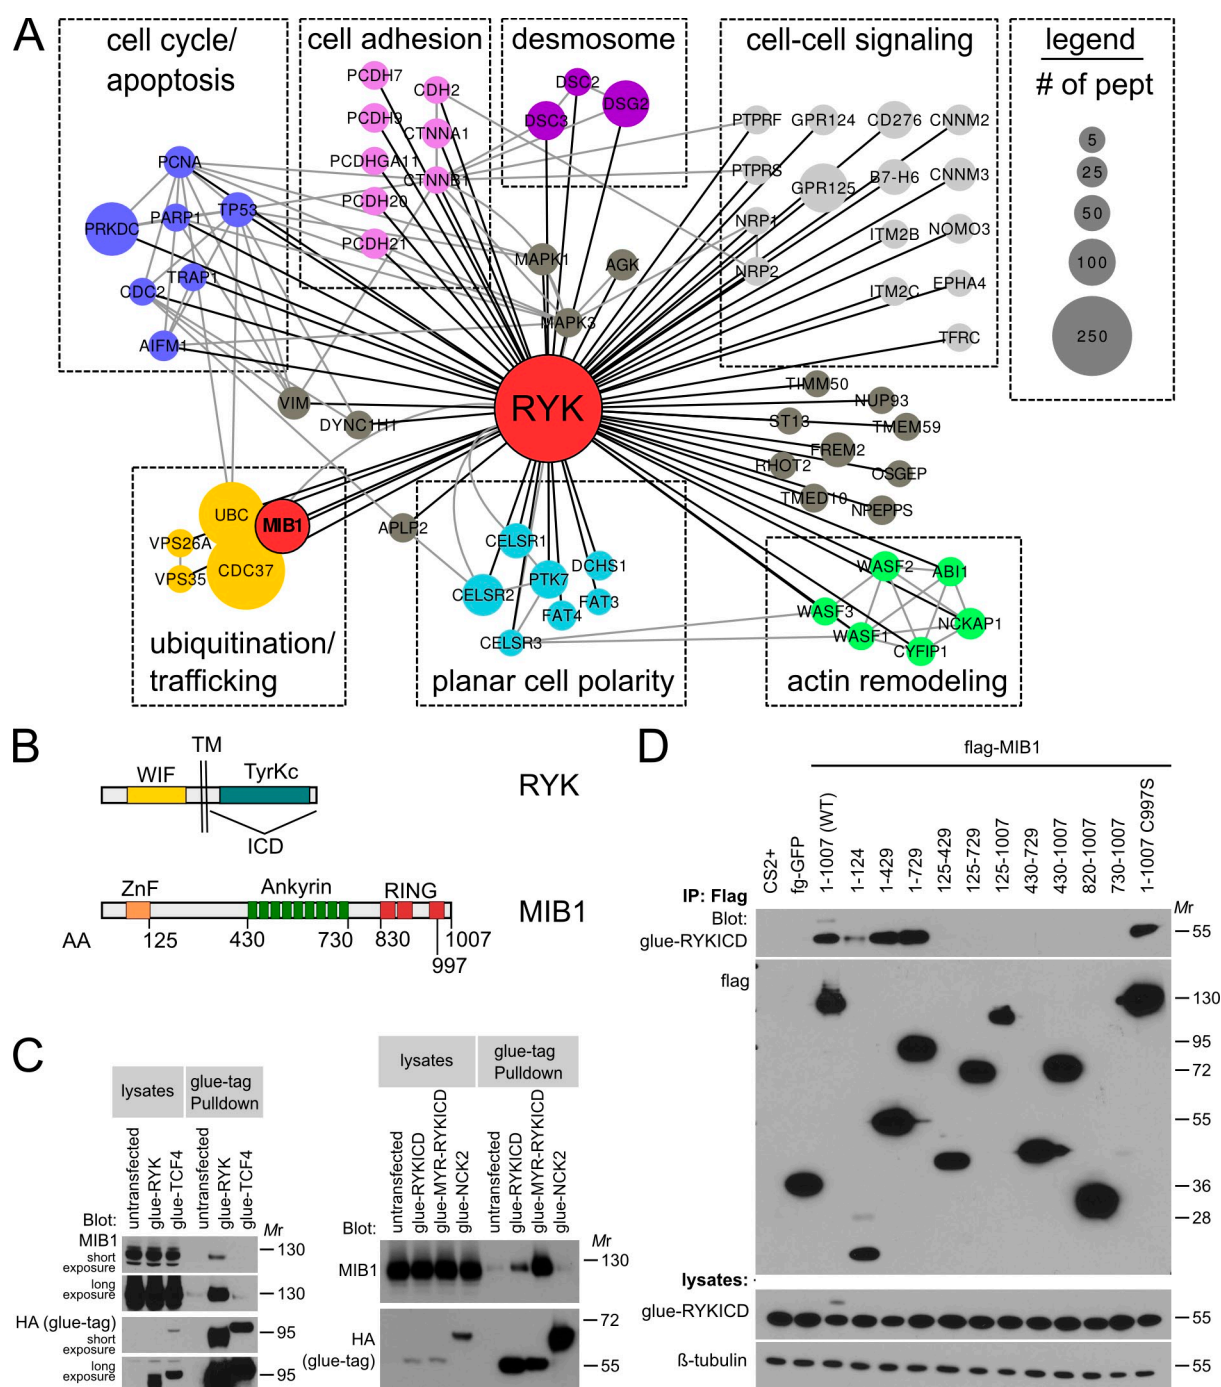 A
cell cycle/
apoptosis
cell adhesion
desmosome
cell-cell signaling
legend
# of pept
5
25
50
100
250
PCNA
PRKDC
PARP1
TP53
TRAP1
CDC2
AIFM1
PCDH7
CDH2
PCDH9
CTNNA1
PCDHGA11
CTNNB1
PCDH20
PCDH21
DSC2
DSC3
DSG2
PTPRF
GPR124
CD276
CNNM2
PTPRS
GPR125
B7-H6
CNNM3
NRP1
ITM2B
NOMO3
NRP2
ITM2C
EPHA4
TFRC
MAPK1
AGK
MAPK3
VIM
DYNC1H1
RYK
TIMM50
NUP93
ST13
TMEM59
FREM2
RHOT2
OSGEP
TMED10
NPEPPS
UBC
MIB1
VPS26A
VPS35
CDC37
ubiquitination/
trafficking
APLP2
CELSR1
DCHS1
PTK7
CELSR2
FAT3
FAT4
CELSR3
planar cell polarity
WASF2
ABI1
WASF3
NCKAP1
WASF1
CYFIP1
actin remodeling
B
TM
WIF
TyrKc
RYK
ICD
ZnF
Ankyrin
RING
MIB1
AA
125
430
730
830
1007
997
C
lysates
glue-tag
Pulldown
untransfected
glue-RYK
glue-TCF4
untransfected
glue-RYK
glue-TCF4
Blot:
Mr
MIB1
short
exposure
130
long
exposure
130
HA (glue-tag)
short
exposure
95
long
exposure
95
lysates
glue-tag
Pulldown
untransfected
glue-RYKICD
glue-MYR-RYKICD
glue-NCK2
untransfected
glue-RYKICD
glue-MYR-RYKICD
glue-NCK2
Blot:
Mr
MIB1
130
72
HA
(glue-tag)
55
D
flag-MIB1
CS2+
fg-GFP
1-1007 (WT)
1-124
1-429
1-729
125-429
125-729
125-1007
430-729
430-1007
820-1007
730-1007
1-1007 C997S
IP: Flag
Mr
Blot:
glue-RYKICD
55
flag
130
95
72
55
36
28
lysates:
glue-RYKICD
55
ß-tubulin
55